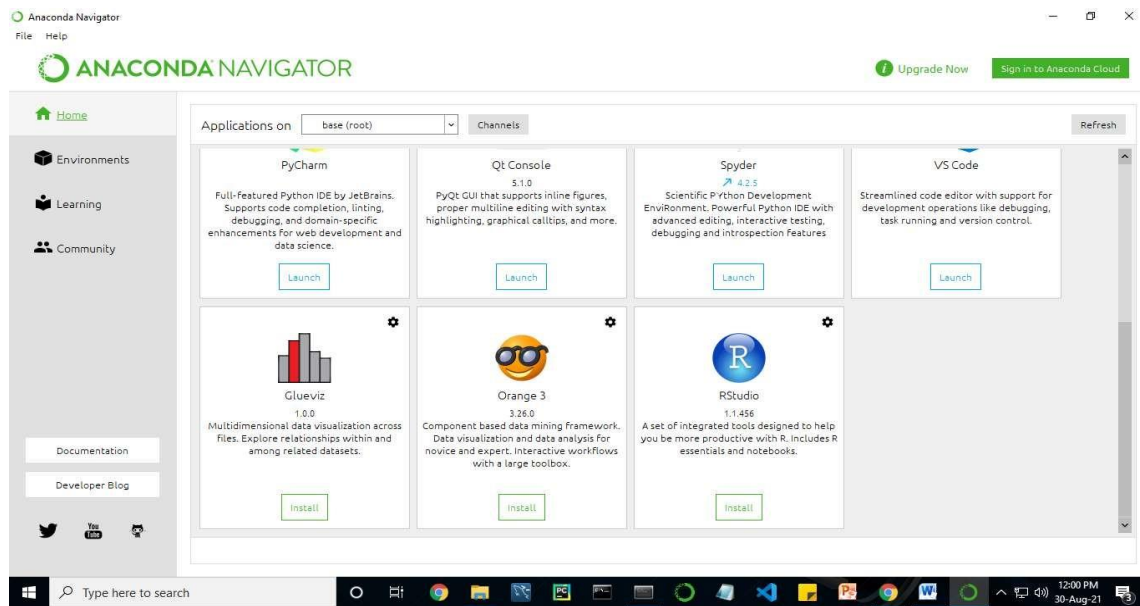 Anaconda Navigator
File Help
ANACONDA NAVIGATOR
Upgrade Now
Sign in to Anaconda Cloud
Home
Environments
Learning
Community
Documentation
Developer Blog
You
Tube
Applications on
base (root)
Channels
Refresh
PyCharm
Full-featured Python IDE by JetBrains.
Supports code completion, linting,
debugging, and domain-specific
enhancements for web development and
data science.
Launch
Qt Console
5.1.0
PyQt GUI that supports inline figures,
proper multiline editing with syntax
highlighting, graphical calltips, and more.
Launch
Spyder
4.2.5
Scientific Python Development
EnviRonment. Powerful Python IDE with
advanced editing, interactive testing,
debugging and introspection features
Launch
VS Code
Streamlined code editor with support for
development operations like debugging,
task running and version control.
Launch
Glueviz
1.0.0
Multidimensional data visualization across
files. Explore relationships within and
among related datasets.
Install
Orange 3
3.26.0
Component based data mining framework.
Data visualization and data analysis for
novice and expert. Interactive workflows
with a large toolbox.
Install
R
RStudio
1.1.456
A set of integrated tools designed to help
you be more productive with R. Includes R
essentials and notebooks.
Install
Type here to search
PC
W
12:00 PM
30-Aug-21
3